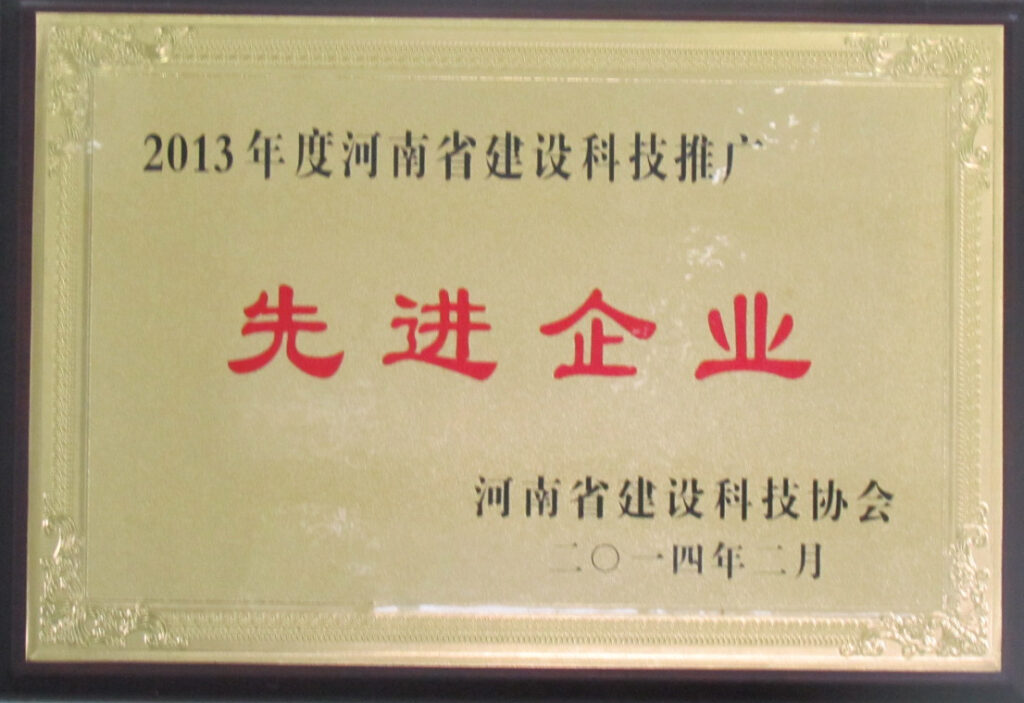 2013年度河南省建设科技推广
先进企业
河南省建设科技协会
二〇一四年二月